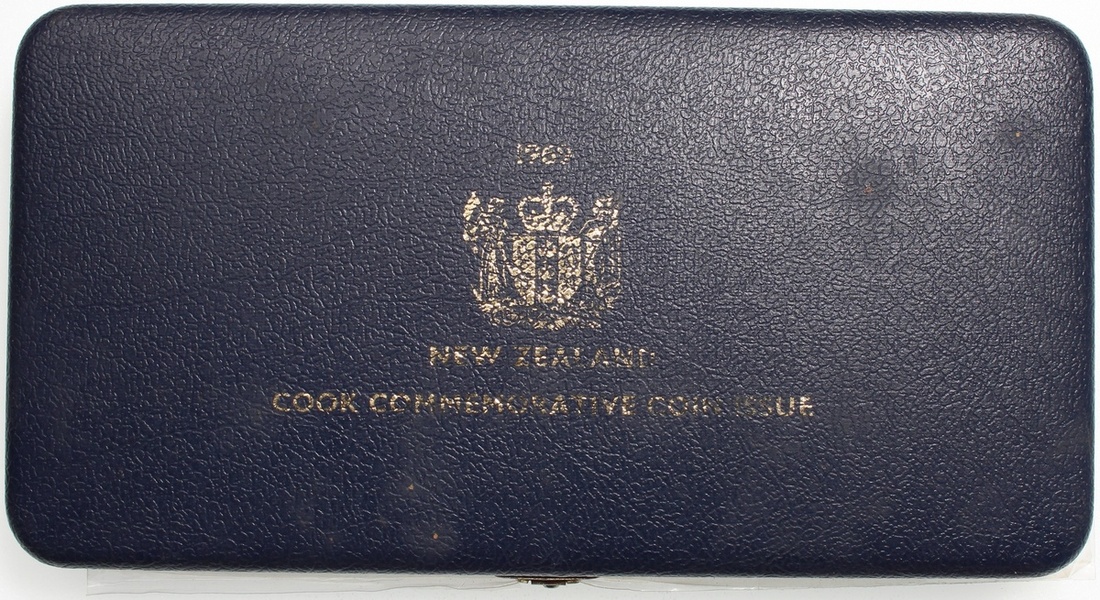 1969
NEW ZEALAND
COOK COMMEMORATIVE COIN ISSUE